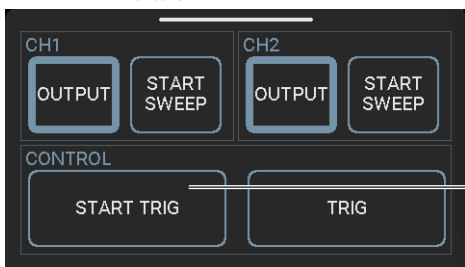 CH1
CH2
OUTPUT
START
SWEEP
OUTPUT
START
SWEEP
CONTROL
START TRIG
TRIG